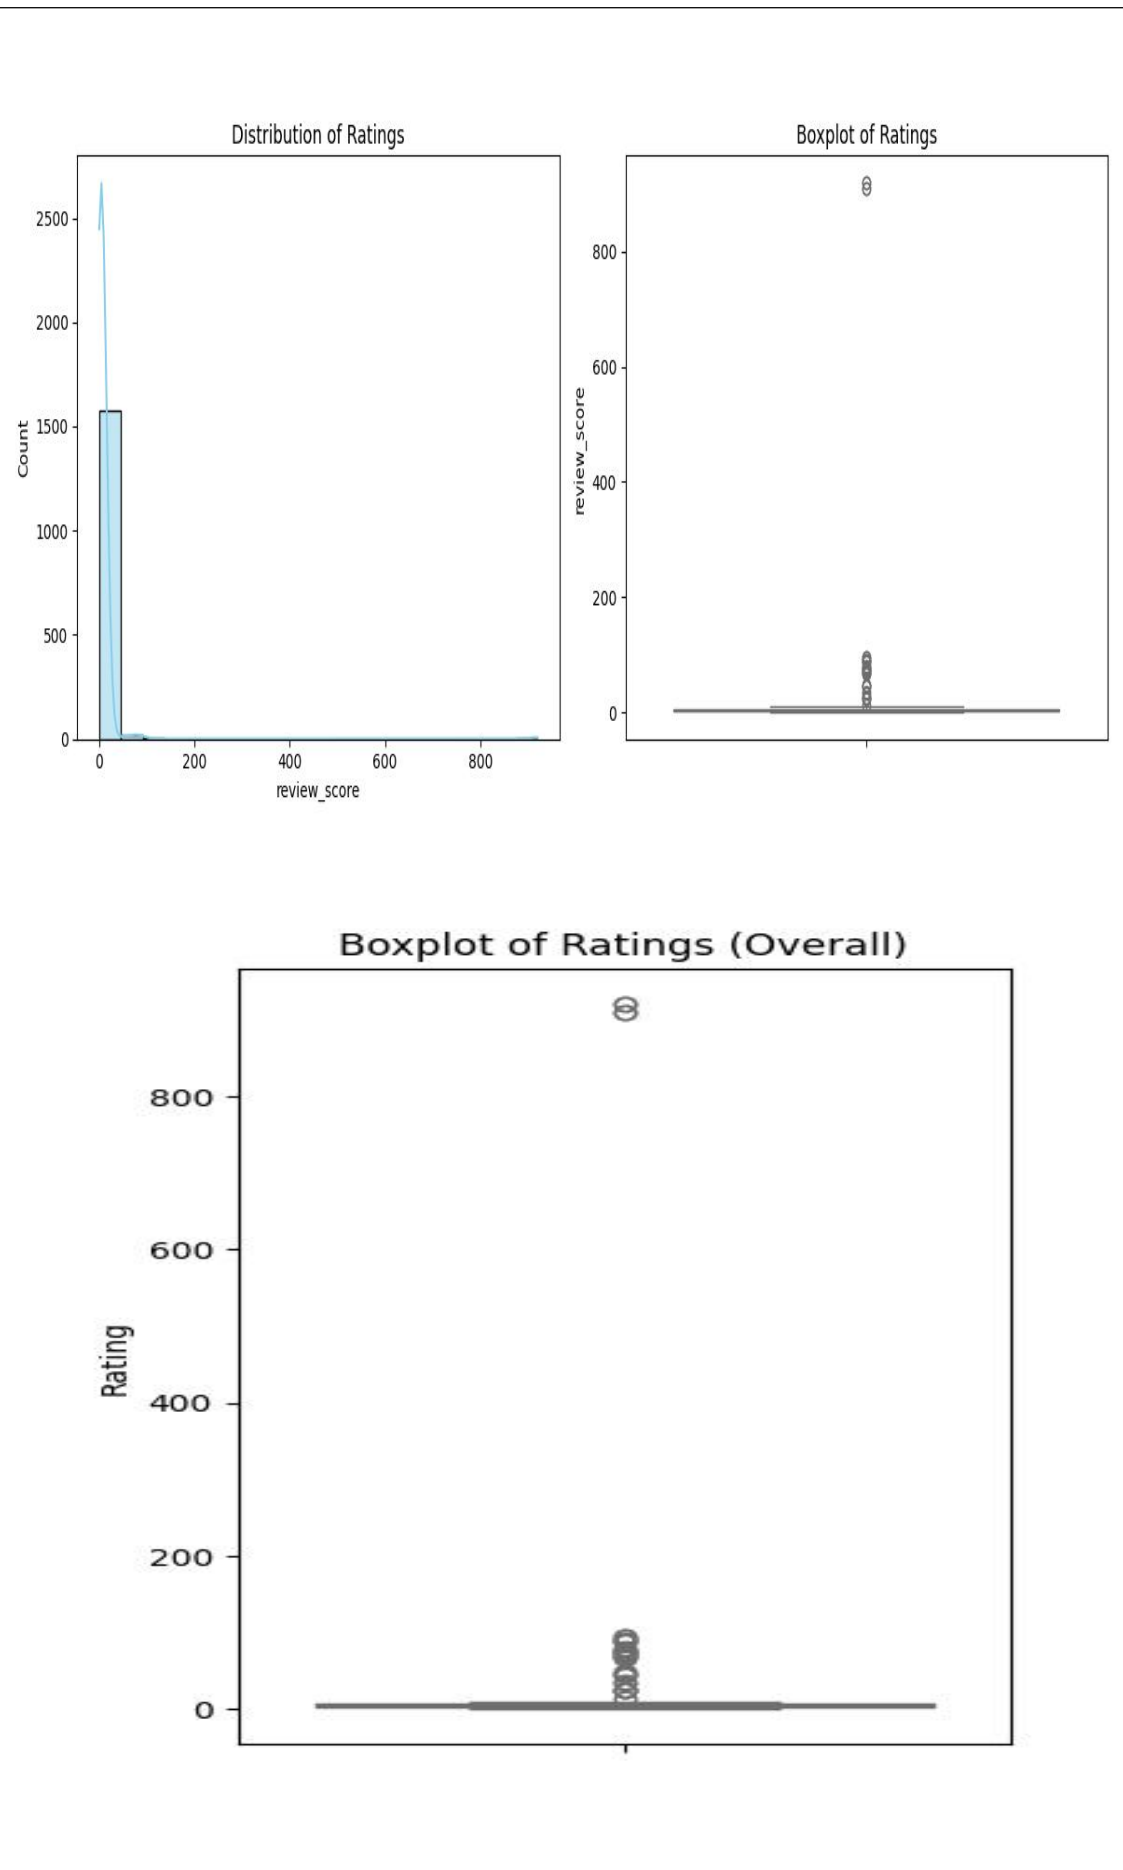 Distribution of Ratings
Count
2500
2000
1500
1000
500
0
0 200 400 600 800
review_score
Boxplot of Ratings
review_score
800
600
400
200
0
Boxplot of Ratings (Overall)
Rating
800
600
400
200
0